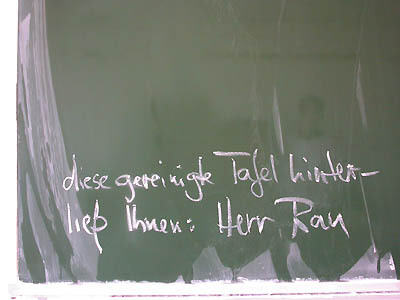 diese gereinigte Tafel hinter-
ließ Ihnen: Herr Rau